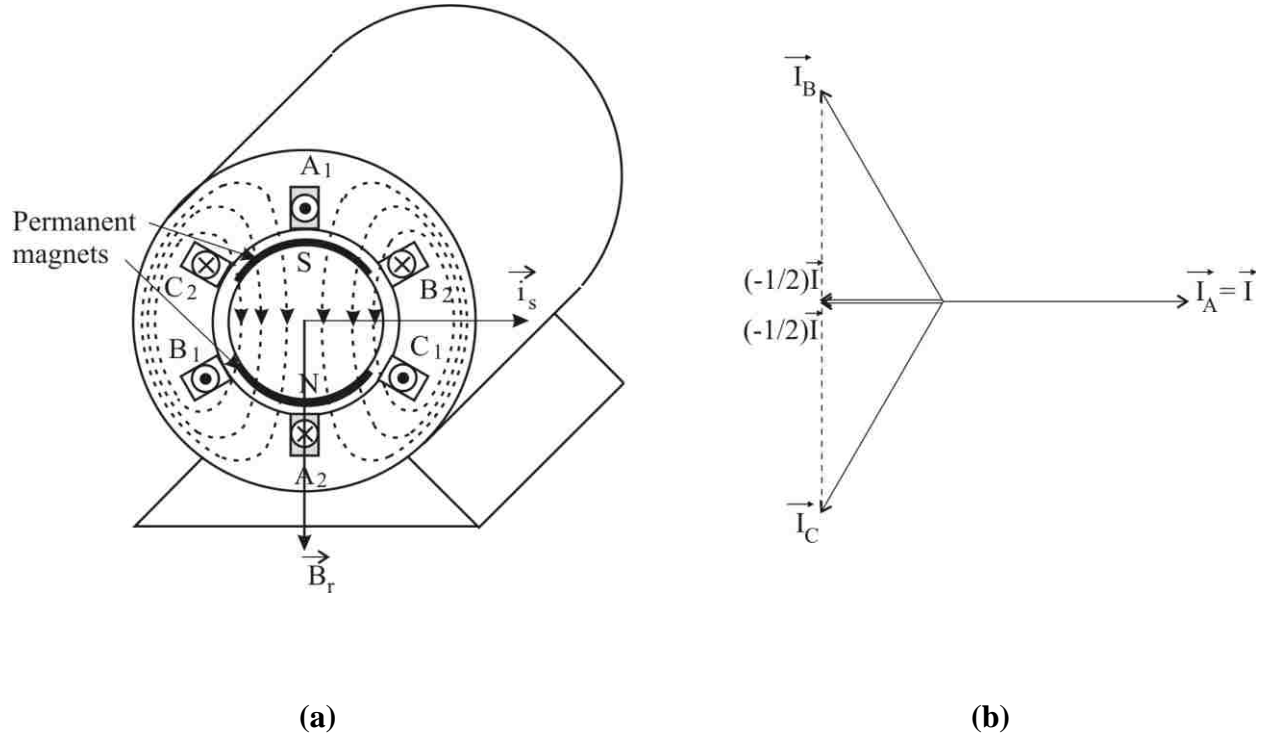 A1
Permanent
magnets
S
C2
B2
i⃗s
B1
C1
N
A2
B⃗r
I⃗B
(-1/2)I⃗
I⃗A = I⃗
(-1/2)I⃗
I⃗C
(a)
(b)